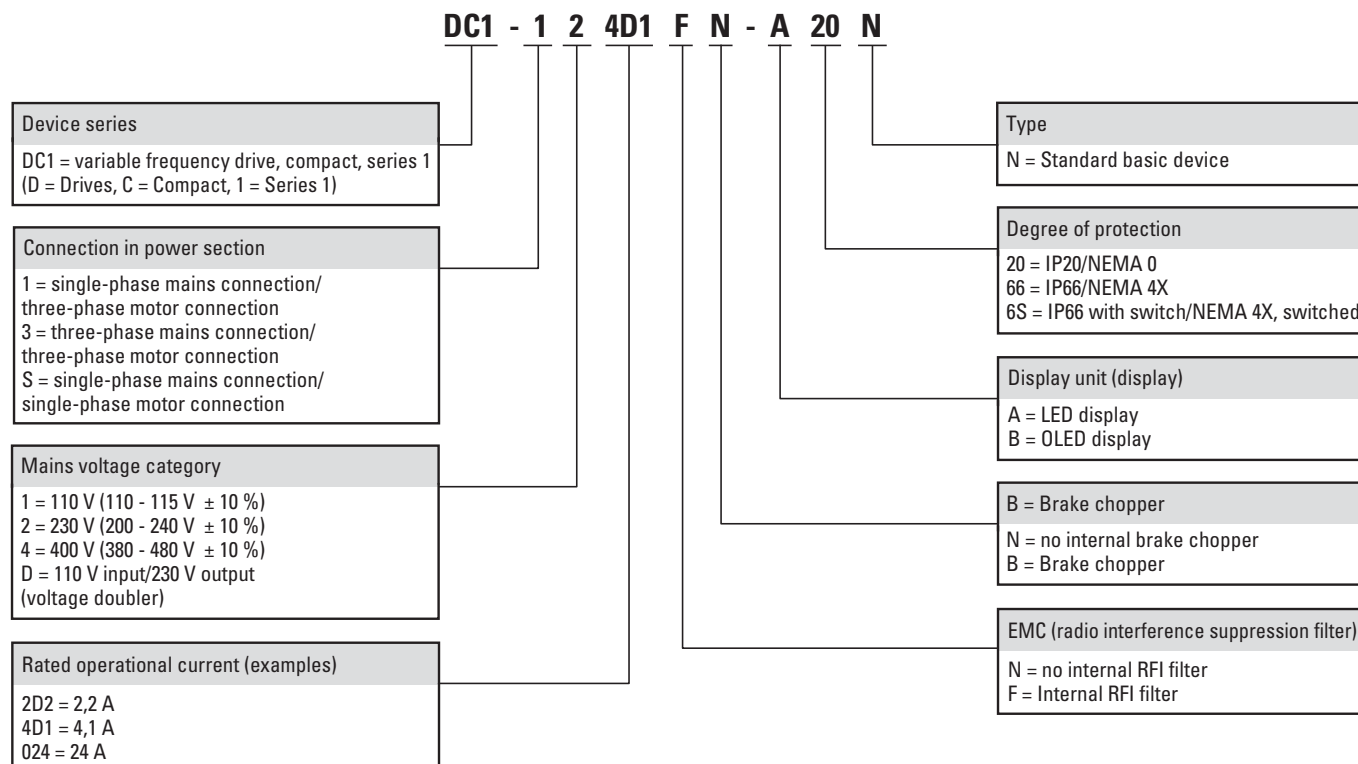 DC1 - 1 2 4D1 F N - A 20 N
Device series
DC1 = variable frequency drive, compact, series 1
(D = Drives, C = Compact, 1 = Series 1)
Connection in power section
1 = single-phase mains connection/
three-phase motor connection
3 = three-phase mains connection/
three-phase motor connection
S = single-phase mains connection/
single-phase motor connection
Mains voltage category
1 = 110 V (110 - 115 V ± 10 %)
2 = 230 V (200 - 240 V ± 10 %)
4 = 400 V (380 - 480 V ± 10 %)
D = 110 V input/230 V output
(voltage doubler)
Rated operational current (examples)
2D2 = 2,2 A
4D1 = 4,1 A
024 = 24 A
Type
N = Standard basic device
Degree of protection
20 = IP20/NEMA 0
66 = IP66/NEMA 4X
6S = IP66 with switch/NEMA 4X, switched
Display unit (display)
A = LED display
B = OLED display
B = Brake chopper
N = no internal brake chopper
B = Brake chopper
EMC (radio interference suppression filter)
N = no internal RFI filter
F = Internal RFI filter